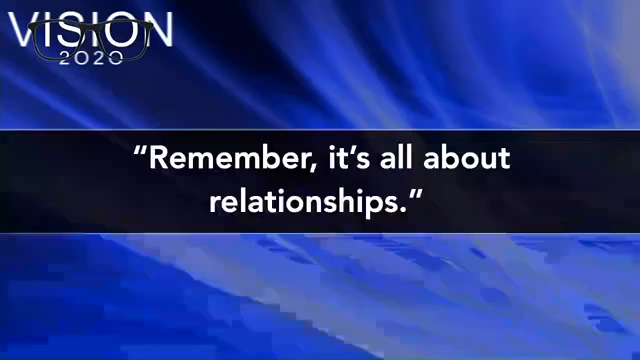 VISION
2020
“Remember, it’s all about
relationships.”